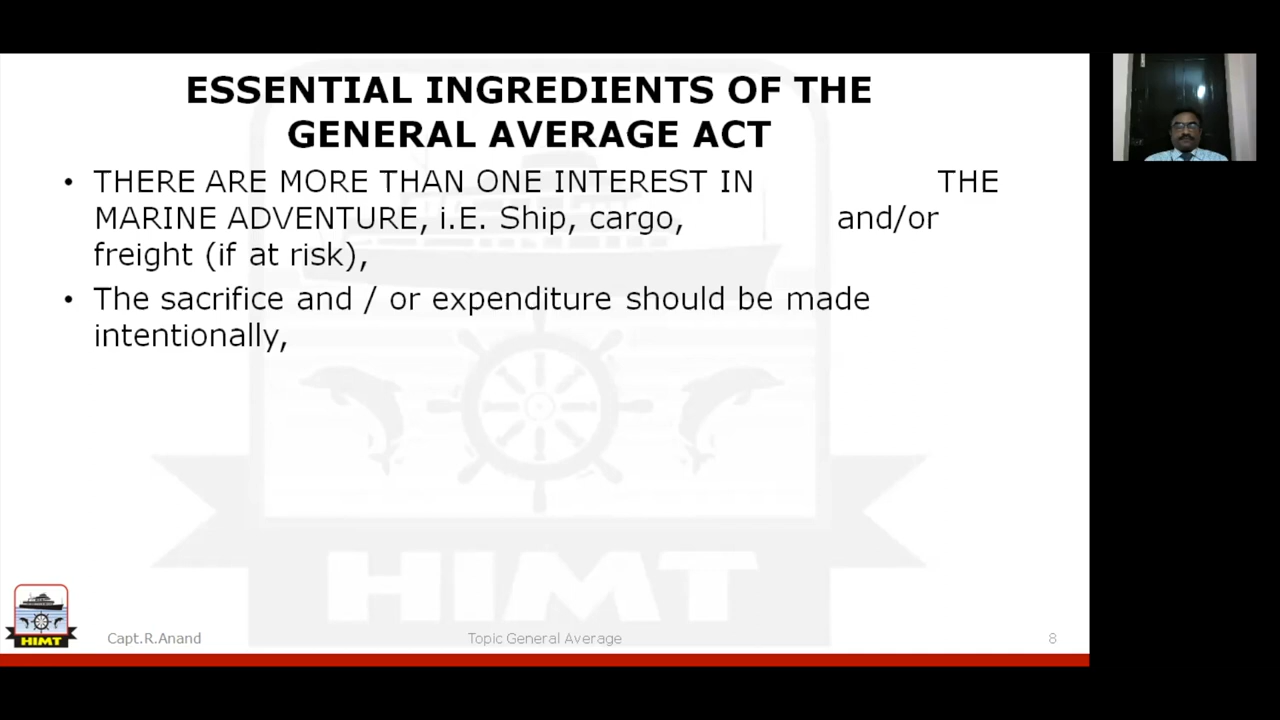 ESSENTIAL INGREDIENTS OF THE
GENERAL AVERAGE ACT
• THERE ARE MORE THAN ONE INTEREST IN THE
MARINE ADVENTURE, i.E. Ship, cargo, and/or
freight (if at risk),
• The sacrifice and / or expenditure should be made
intentionally,
HIMT
HIMT
Capt.R.Anand Topic General Average 8